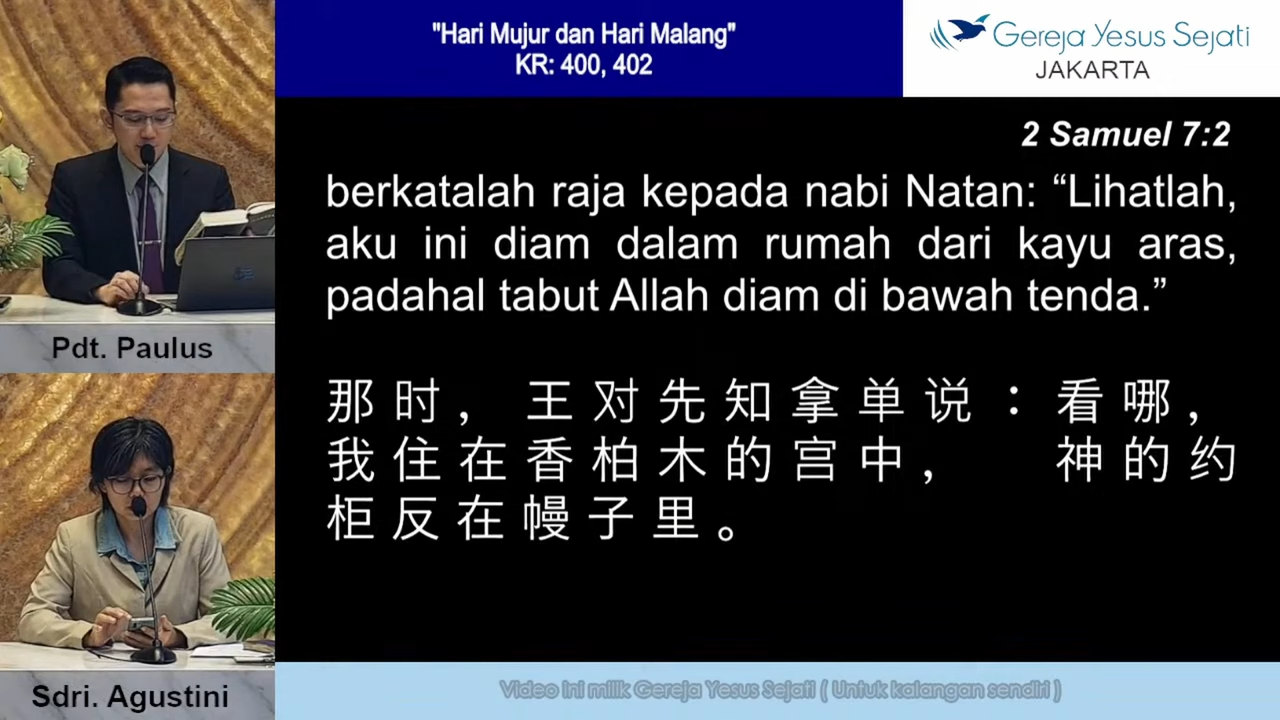 "Hari Mujur dan Hari Malang"
KR: 400, 402
Gereja Yesus Sejati
JAKARTA
2 Samuel 7:2
berkatalah raja kepada nabi Natan: “Lihatlah,
aku ini diam dalam rumah dari kayu aras,
padahal tabut Allah diam di bawah tenda.”
那时，王对先知拿单说：看哪，
我住在香柏木的宫中， 神的约
柜反在幔子里。
Pdt. Paulus
Sdri. Agustini
Video ini milik Gereja Yesus Sejati ( Untuk kalangan sendiri )